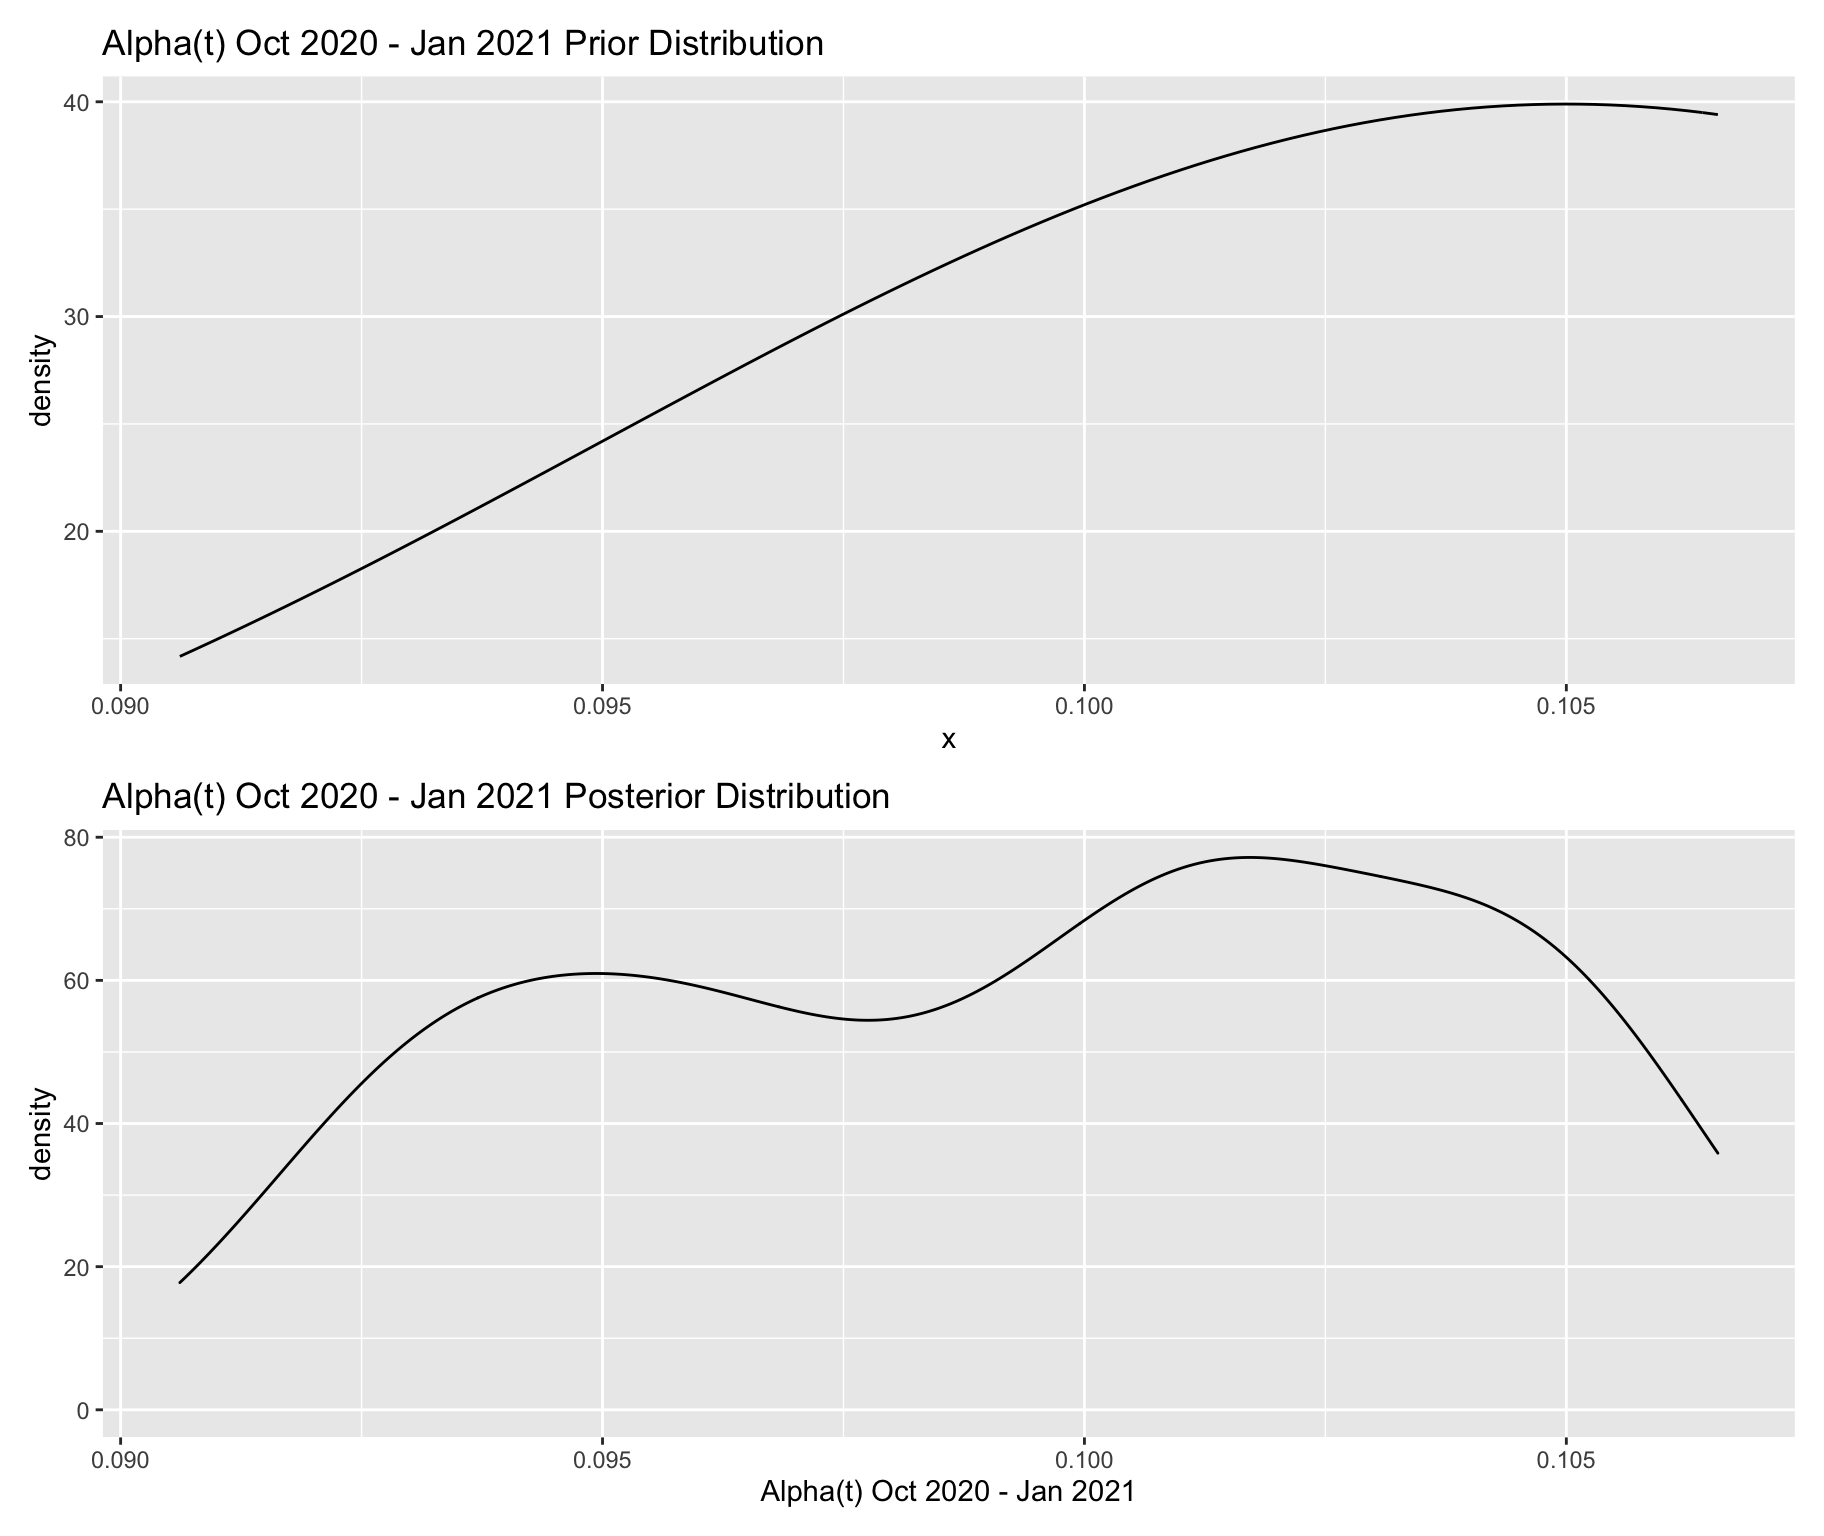 Alpha(t) Oct 2020 - Jan 2021 Prior Distribution
40
30
20
density
0.090 0.095 0.100 0.105
x
Alpha(t) Oct 2020 - Jan 2021 Posterior Distribution
80
60
40
20
0
density
0.090 0.095 0.100 0.105
Alpha(t) Oct 2020 - Jan 2021